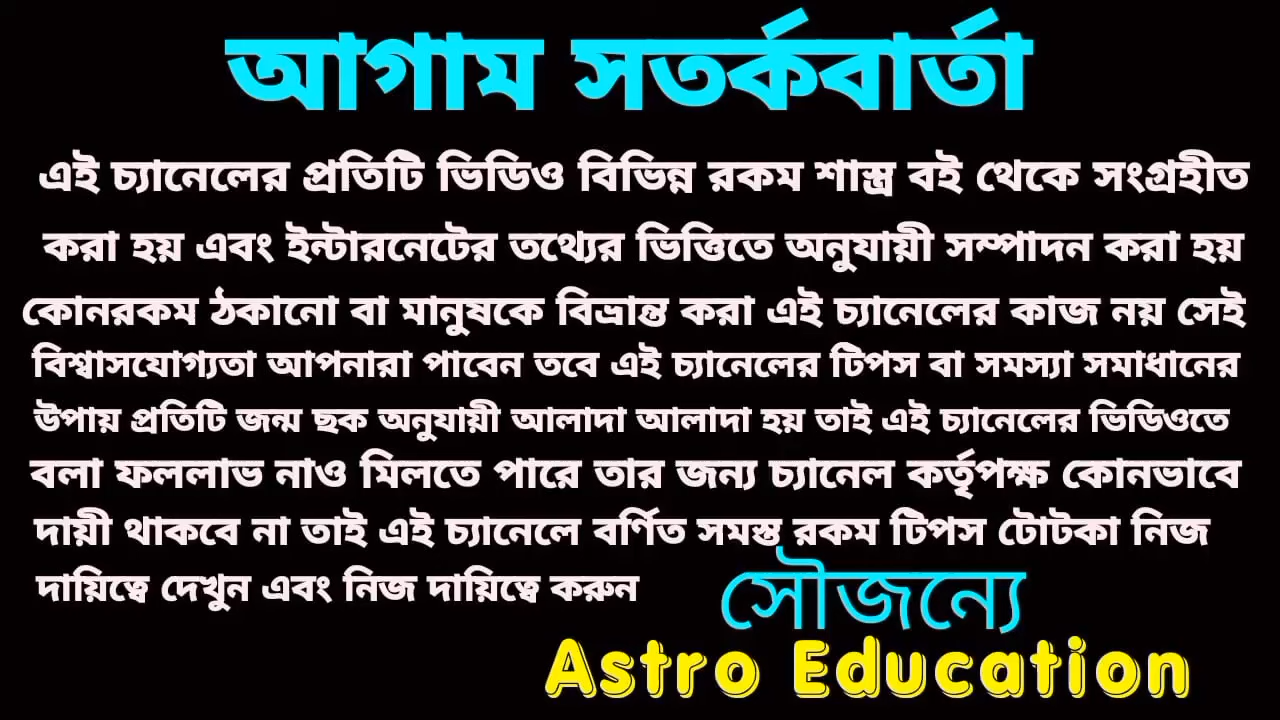 আগাম সতর্কবার্তা
এই চ্যানেলের প্রতিটি ভিডিও বিভিন্ন রকম শাস্ত্র বই থেকে সংগ্রহীত
করা হয় এবং ইন্টারনেটের তথ্যের ভিত্তিতে অনুযায়ী সম্পাদন করা হয়
কোনরকম ঠকানো বা মানুষকে বিভ্রান্ত করা এই চ্যানেলের কাজ নয় সেই
বিশ্বাসযোগ্যতা আপনারা পাবেন তবে এই চ্যানেলের টিপস বা সমস্যা সমাধানের
উপায় প্রতিটি জন্ম ছক অনুযায়ী আলাদা আলাদা হয় তাই এই চ্যানেলের ভিডিওতে
বলা ফললাভ নাও মিলতে পারে তার জন্য চ্যানেল কর্তৃপক্ষ কোনভাবে
দায়ী থাকবে না তাই এই চ্যানেলে বর্ণিত সমস্ত রকম টিপস টোটকা নিজ
দায়িত্বে দেখুন এবং নিজ দায়িত্বে করুন
সৌজন্যে
Astro Education